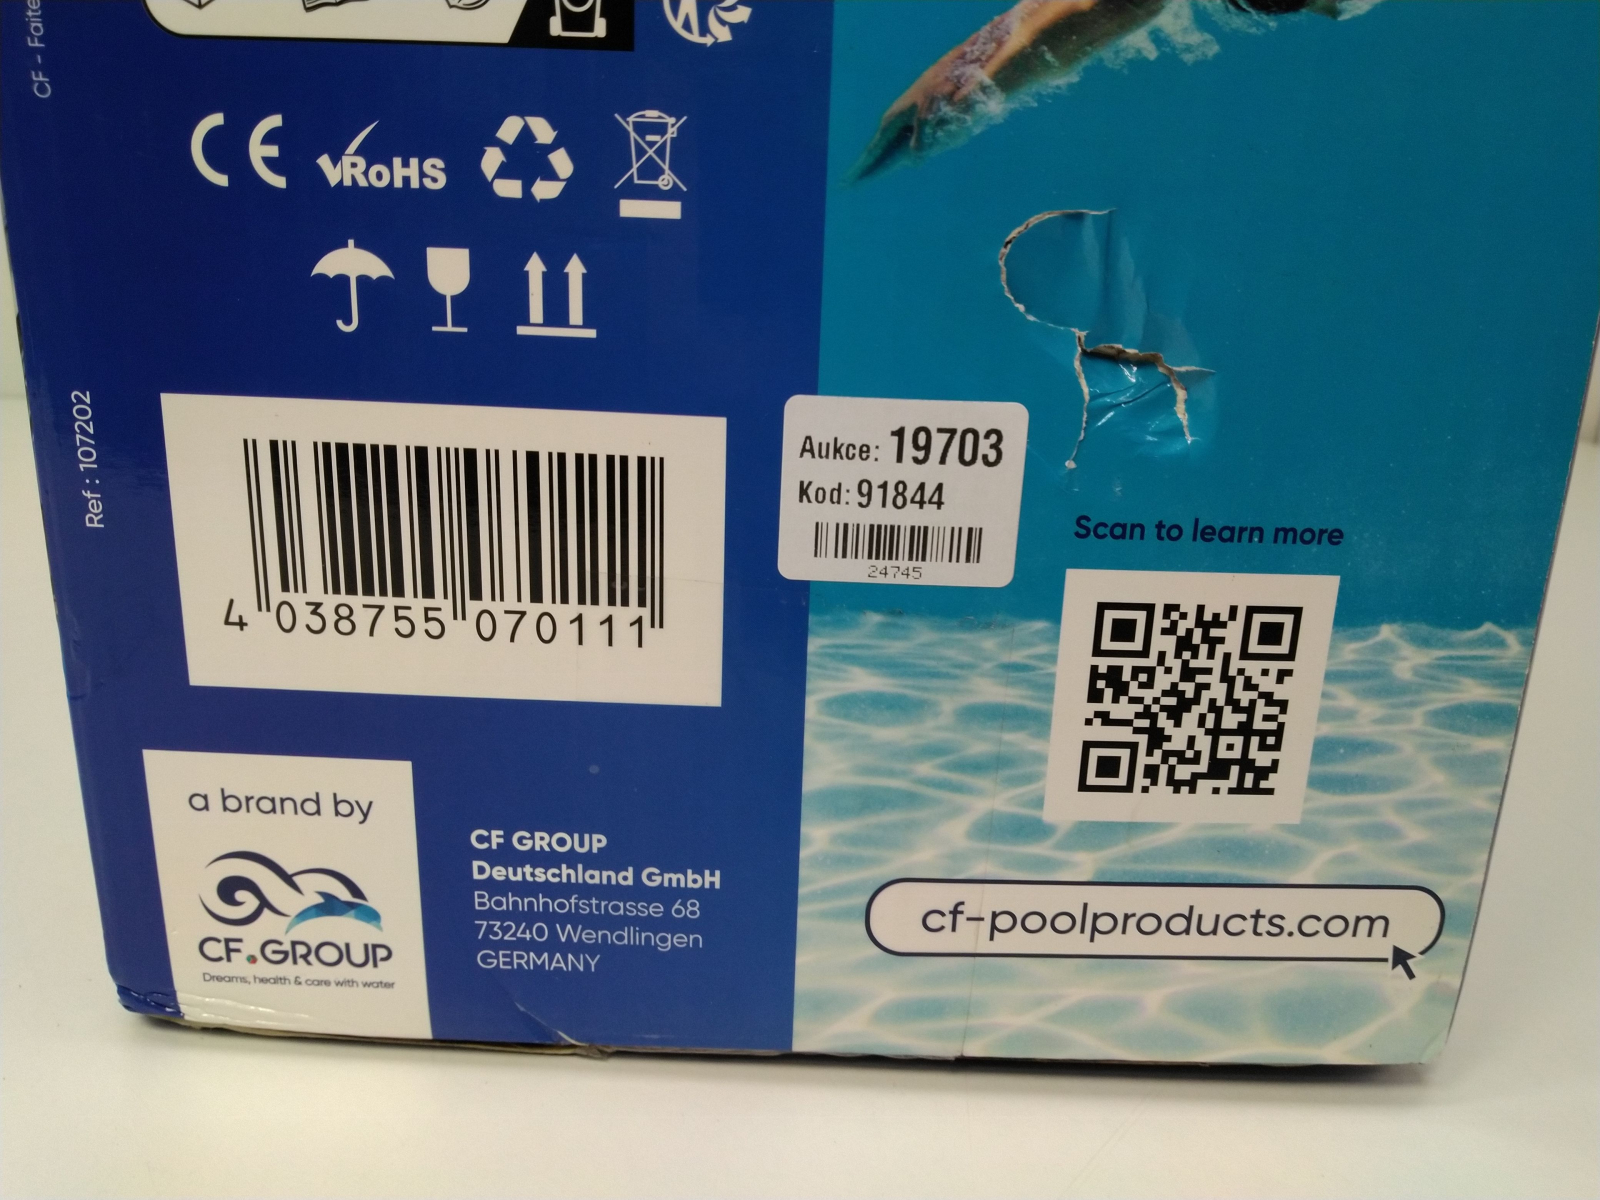 CF - Faite
CE
RoHS
Ref : 107202
4 038755 070111
Aukce: 19703
Kod: 91844
24745
Scan to learn more
a brand by
CF.GROUP
Dreams, health & care with water
CF GROUP
Deutschland GmbH
Bahnhofstrasse 68
73240 Wendlingen
GERMANY
cf-poolproducts.com